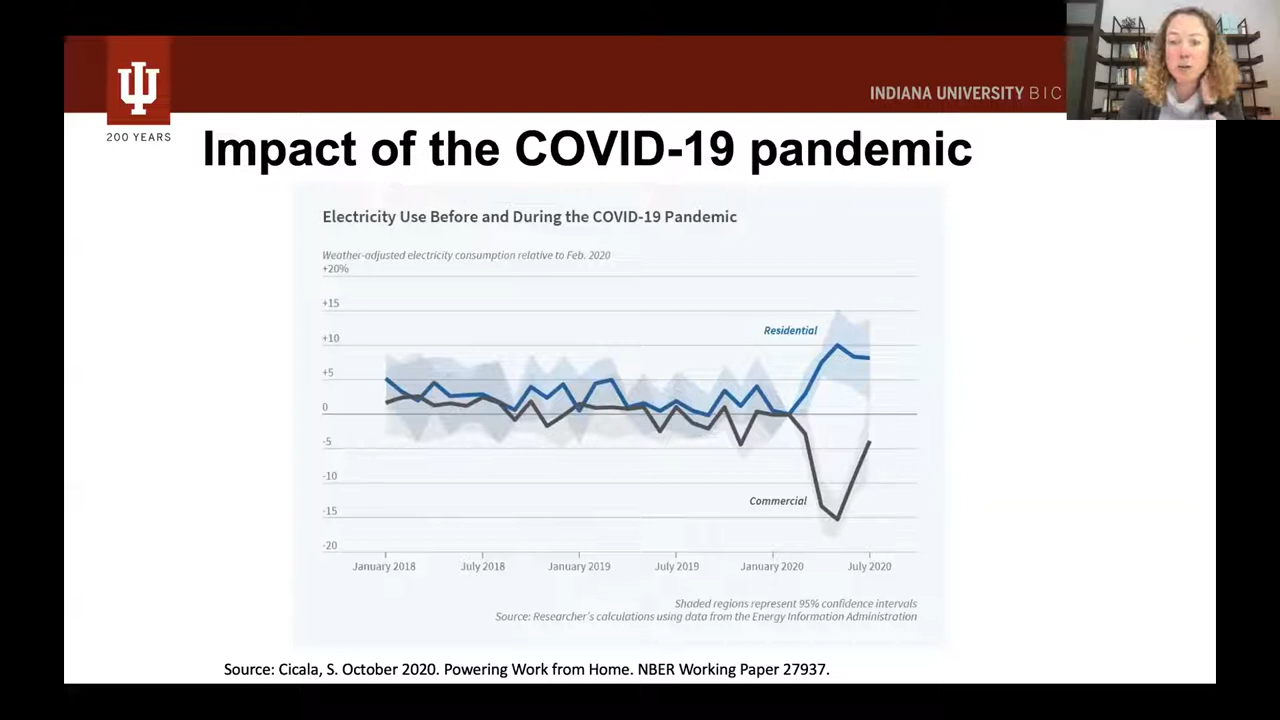 INDIANA UNIVERSITY BIC
200 YEARS
Impact of the COVID-19 pandemic
Electricity Use Before and During the COVID-19 Pandemic
Weather-adjusted electricity consumption relative to Feb. 2020
+20%
+15
+10
+5
0
-5
-10
-15
-20
Residential
Commercial
January 2018
July 2018
January 2019
July 2019
January 2020
July 2020
Shaded regions represent 95% confidence intervals
Source: Researcher's calculations using data from the Energy Information Administration
Source: Cicala, S. October 2020. Powering Work from Home. NBER Working Paper 27937.